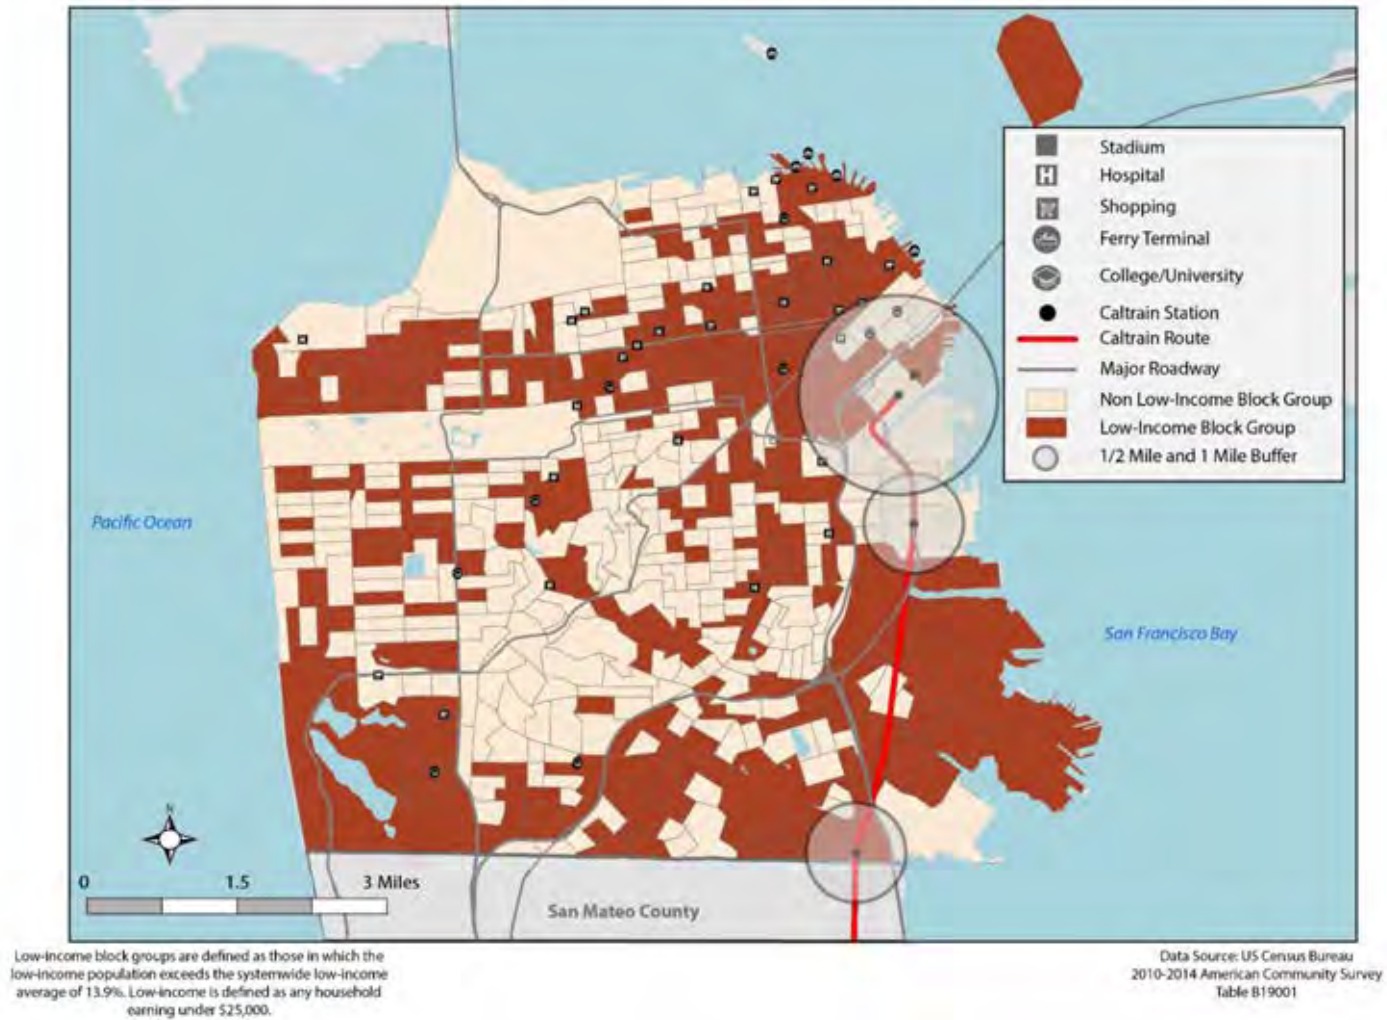 Stadium
H Hospital
Shopping
Ferry Terminal
College/University
Caltrain Station
Caltrain Route
Major Roadway
Non Low-Income Block Group
Low-Income Block Group
1/2 Mile and 1 Mile Buffer
Pacific Ocean
San Francisco Bay
N
0 1.5 3 Miles
San Mateo County
Low-income block groups are defined as those in which the
low-income population exceeds the systemwide low-income
average of 13.9%. Low-income is defined as any household
earning under $25,000.
Data Source: US Census Bureau
2010-2014 American Community Survey
Table B19001